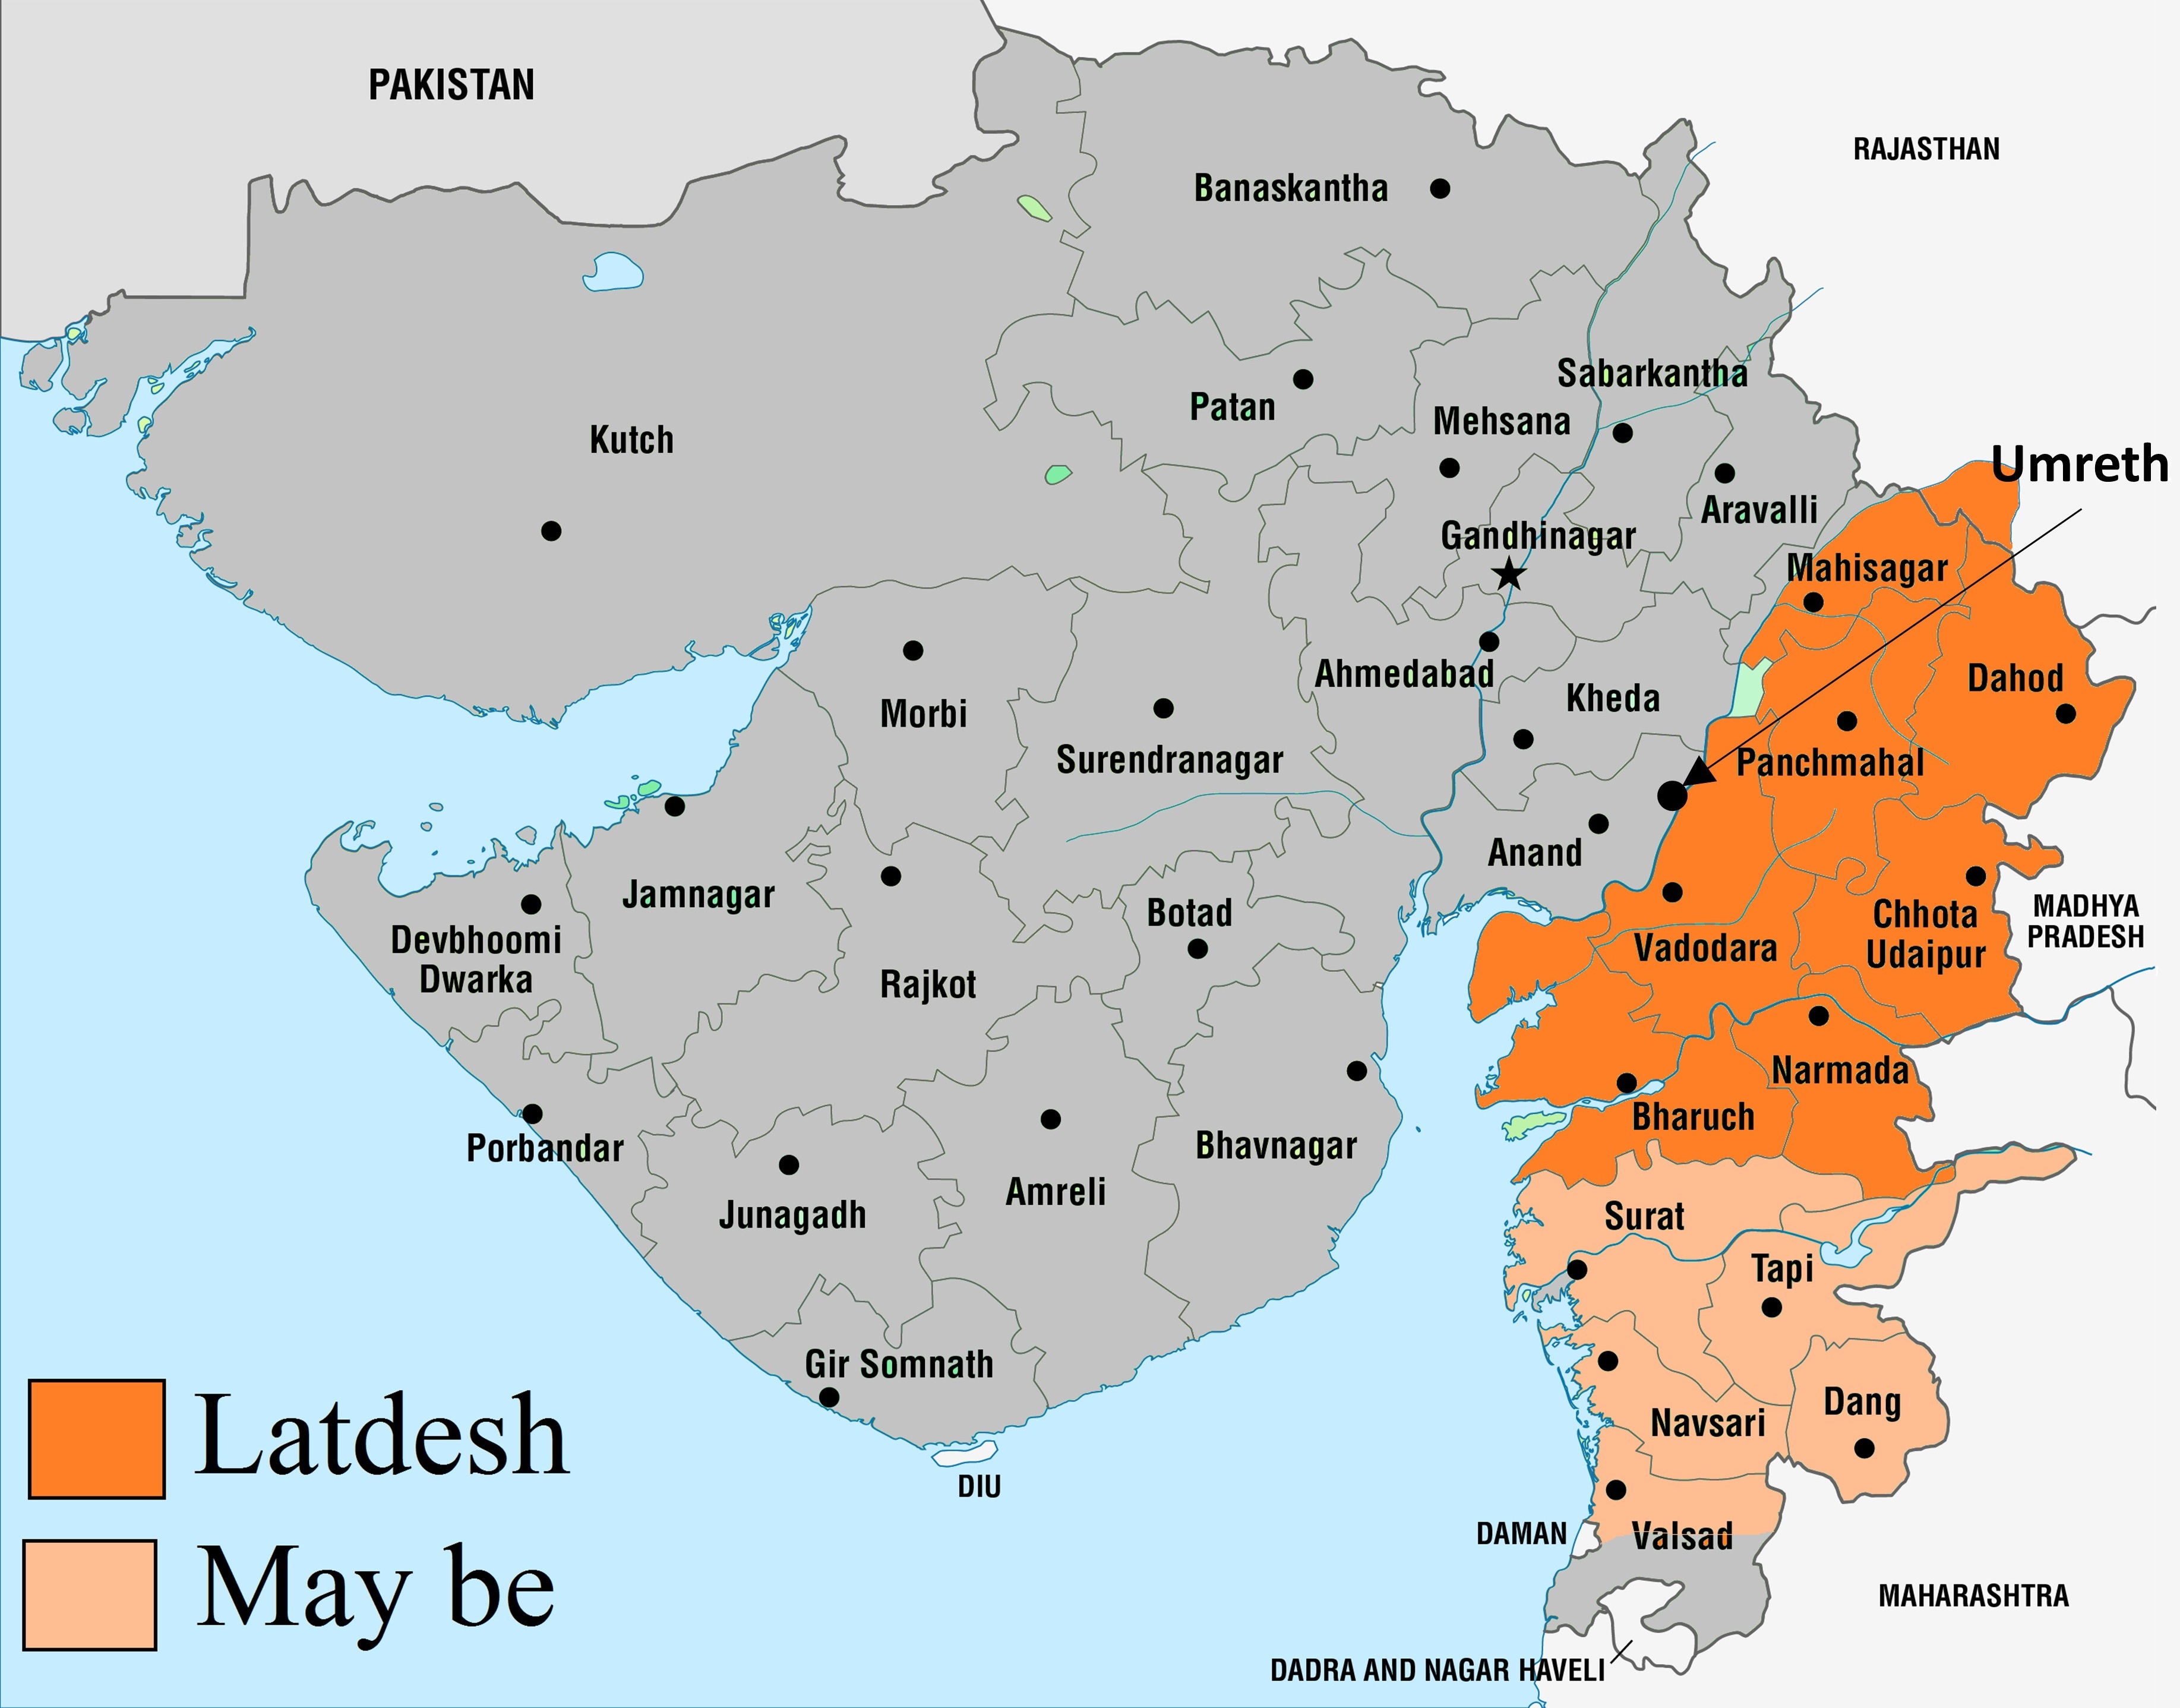 PAKISTAN
RAJASTHAN
Banaskantha
Sabarkantha
Patan
Mehsana
Kutch
Umreth
Aravalli
Gandhinagar
Mahisagar
Ahmedabad
Kheda
Dahod
Morbi
Surendranagar
Panchmahal
Anand
Jamnagar
Botad
Devbhoomi
Dwarka
Rajkot
Vadodara
Chhota
Udaipur
MADHYA
PRADESH
Narmada
Bharuch
Porbandar
Bhavnagar
Amreli
Junagadh
Surat
Tapi
Gir Somnath
Dang
Navsari
Latdesh
DIU
DAMAN
Valsad
May be
MAHARASHTRA
DADRA AND NAGAR HAVELI